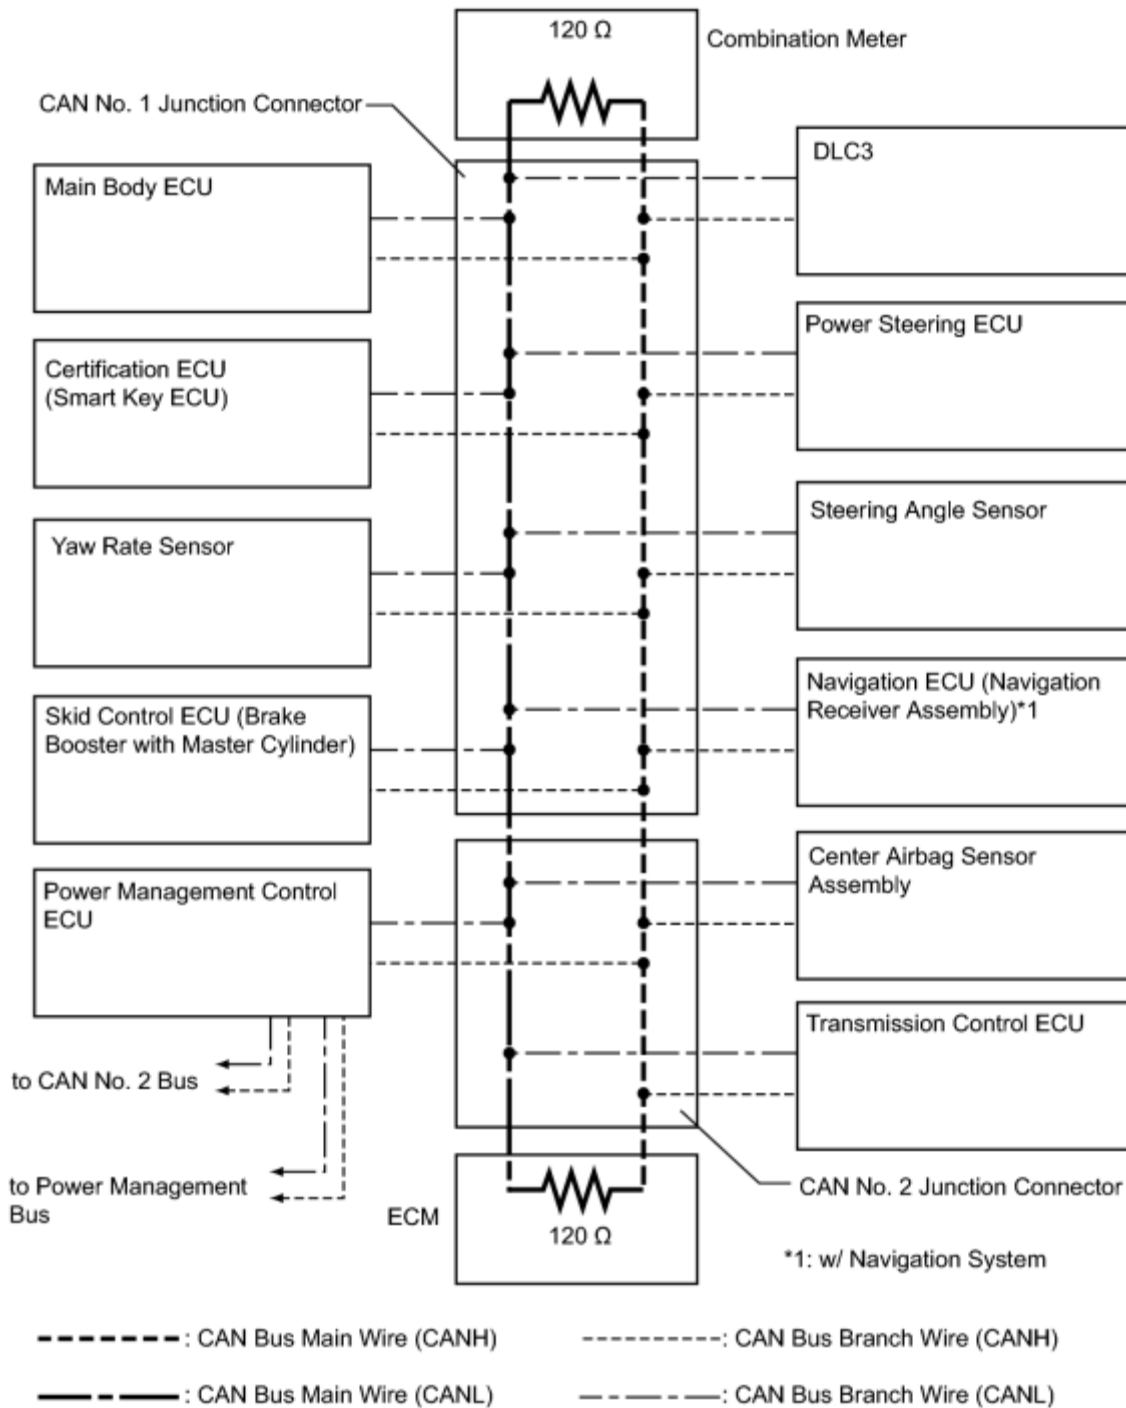 120 Ω
Combination Meter
CAN No. 1 Junction Connector
DLC3
Main Body ECU
Power Steering ECU
Certification ECU
(Smart Key ECU)
Steering Angle Sensor
Yaw Rate Sensor
Navigation ECU (Navigation
Receiver Assembly)*1
Skid Control ECU (Brake
Booster with Master Cylinder)
Center Airbag Sensor
Assembly
Power Management Control
ECU
Transmission Control ECU
to CAN No. 2 Bus
to Power Management
Bus
CAN No. 2 Junction Connector
ECM
120 Ω
*1: w/ Navigation System
: CAN Bus Main Wire (CANH)
: CAN Bus Branch Wire (CANH)
: CAN Bus Main Wire (CANL)
: CAN Bus Branch Wire (CANL)